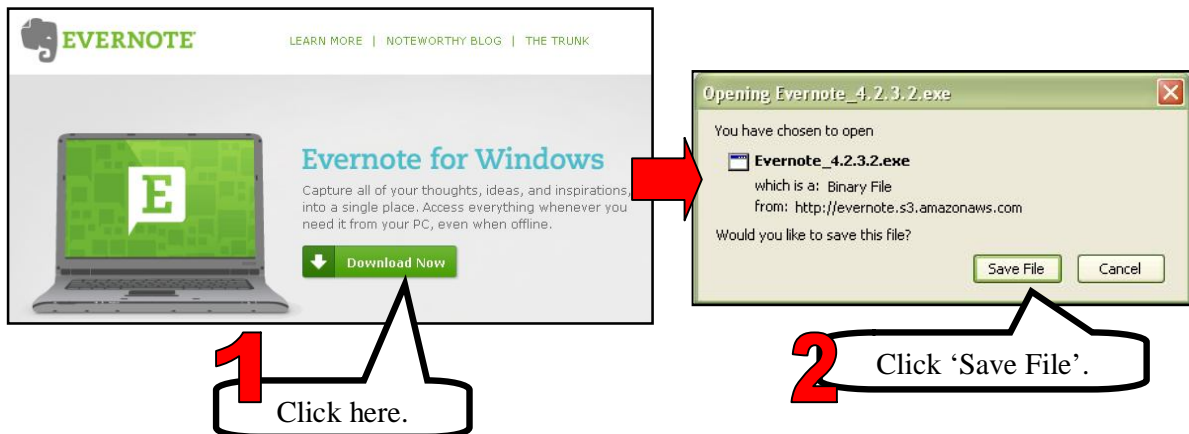 EVERNOTE
LEARN MORE | NOTEWORTHY BLOG | THE TRUNK
E
Evernote for Windows
Capture all of your thoughts, ideas, and inspirations,
into a single place. Access everything whenever you
need it from your PC, even when offline.
Download Now
1
Click here.
Opening Evernote_4.2.3.2.exe
You have chosen to open
Evernote_4.2.3.2.exe
which is a: Binary File
from: http://evernote.s3.amazonaws.com
Would you like to save this file?
Save File Cancel
2
Click ‘Save File’.